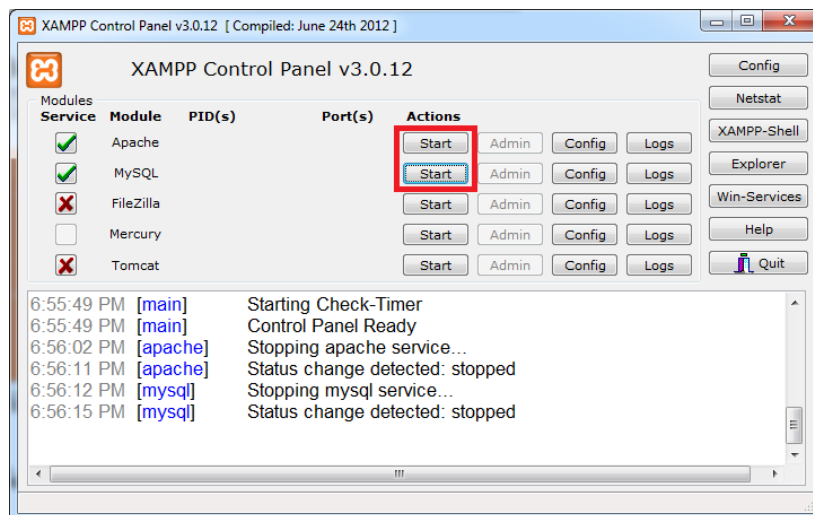 XAMPP Control Panel v3.0.12 [ Compiled: June 24th 2012 ]
XAMPP Control Panel v3.0.12
Config
Modules
Netstat
Service Module PID(s) Port(s) Actions
XAMPP-Shell
Apache Start Admin Config Logs
Explorer
MySQL Start Admin Config Logs
Win-Services
FileZilla Start Admin Config Logs
Help
Mercury Start Admin Config Logs
Quit
Tomcat Start Admin Config Logs
6:55:49 PM [main] Starting Check-Timer
6:55:49 PM [main] Control Panel Ready
6:56:02 PM [apache] Stopping apache service...
6:56:11 PM [apache] Status change detected: stopped
6:56:12 PM [mysql] Stopping mysql service...
6:56:15 PM [mysql] Status change detected: stopped